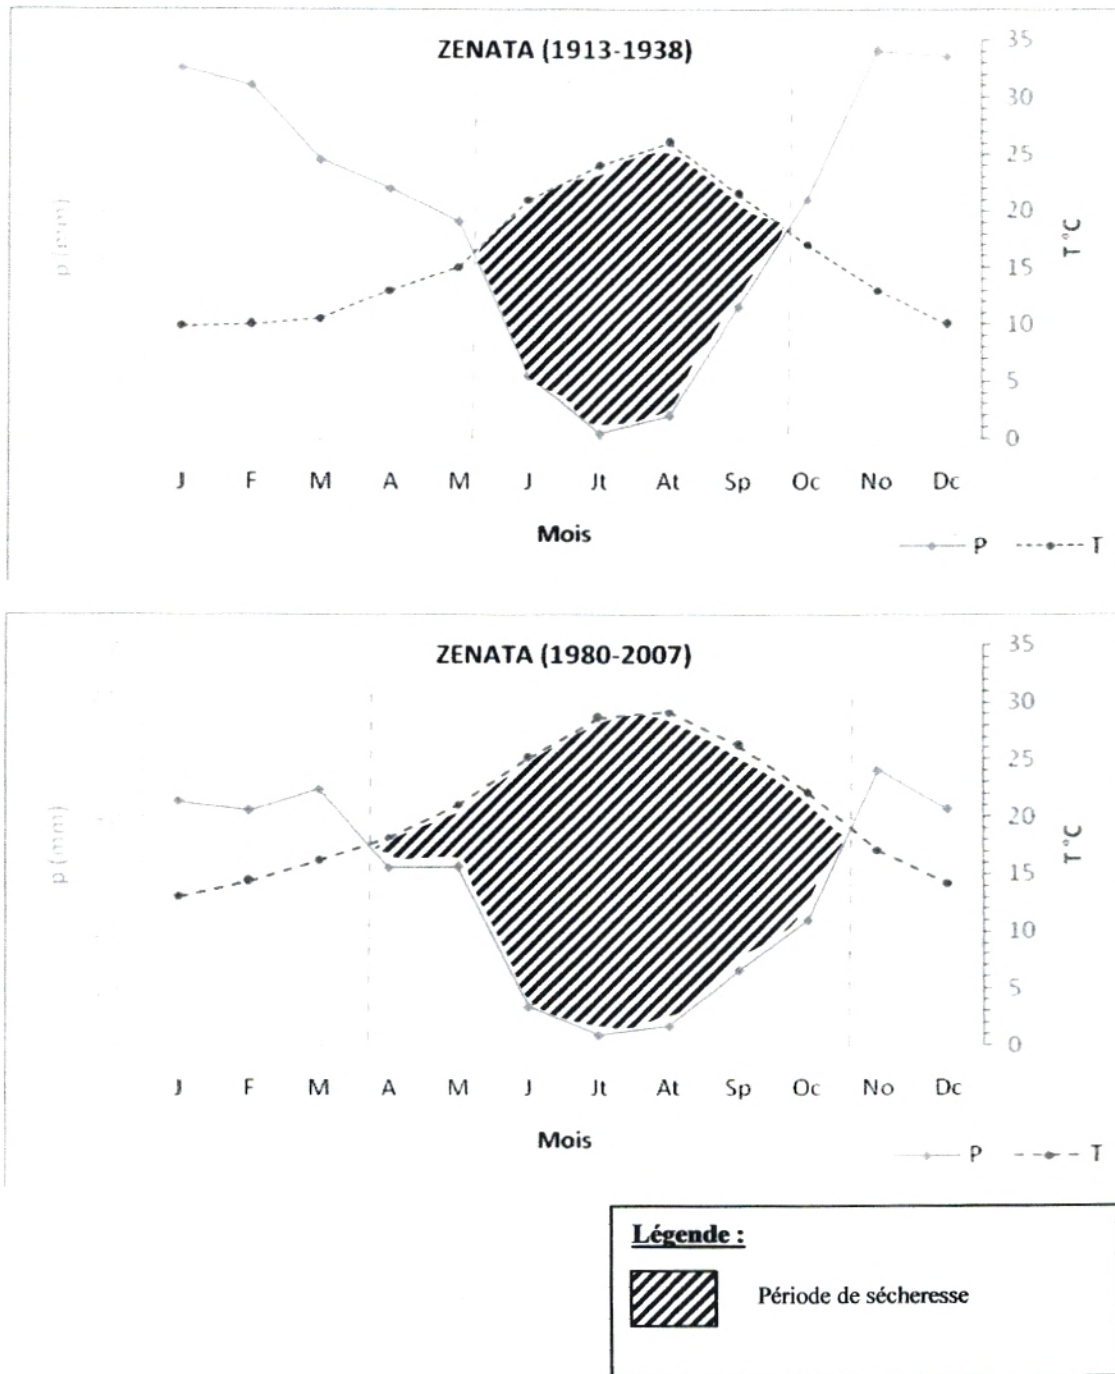 ZENATA (1913-1938)
35
30
25
20
15
10
5
0
p (mm)
T°C
J F M A M J Jt At Sp Oc No Dc
Mois
P T
ZENATA (1980-2007)
35
30
25
20
15
10
5
0
p (mm)
T°C
J F M A M J Jt At Sp Oc No Dc
Mois
P T
Légende :
Période de sécheresse